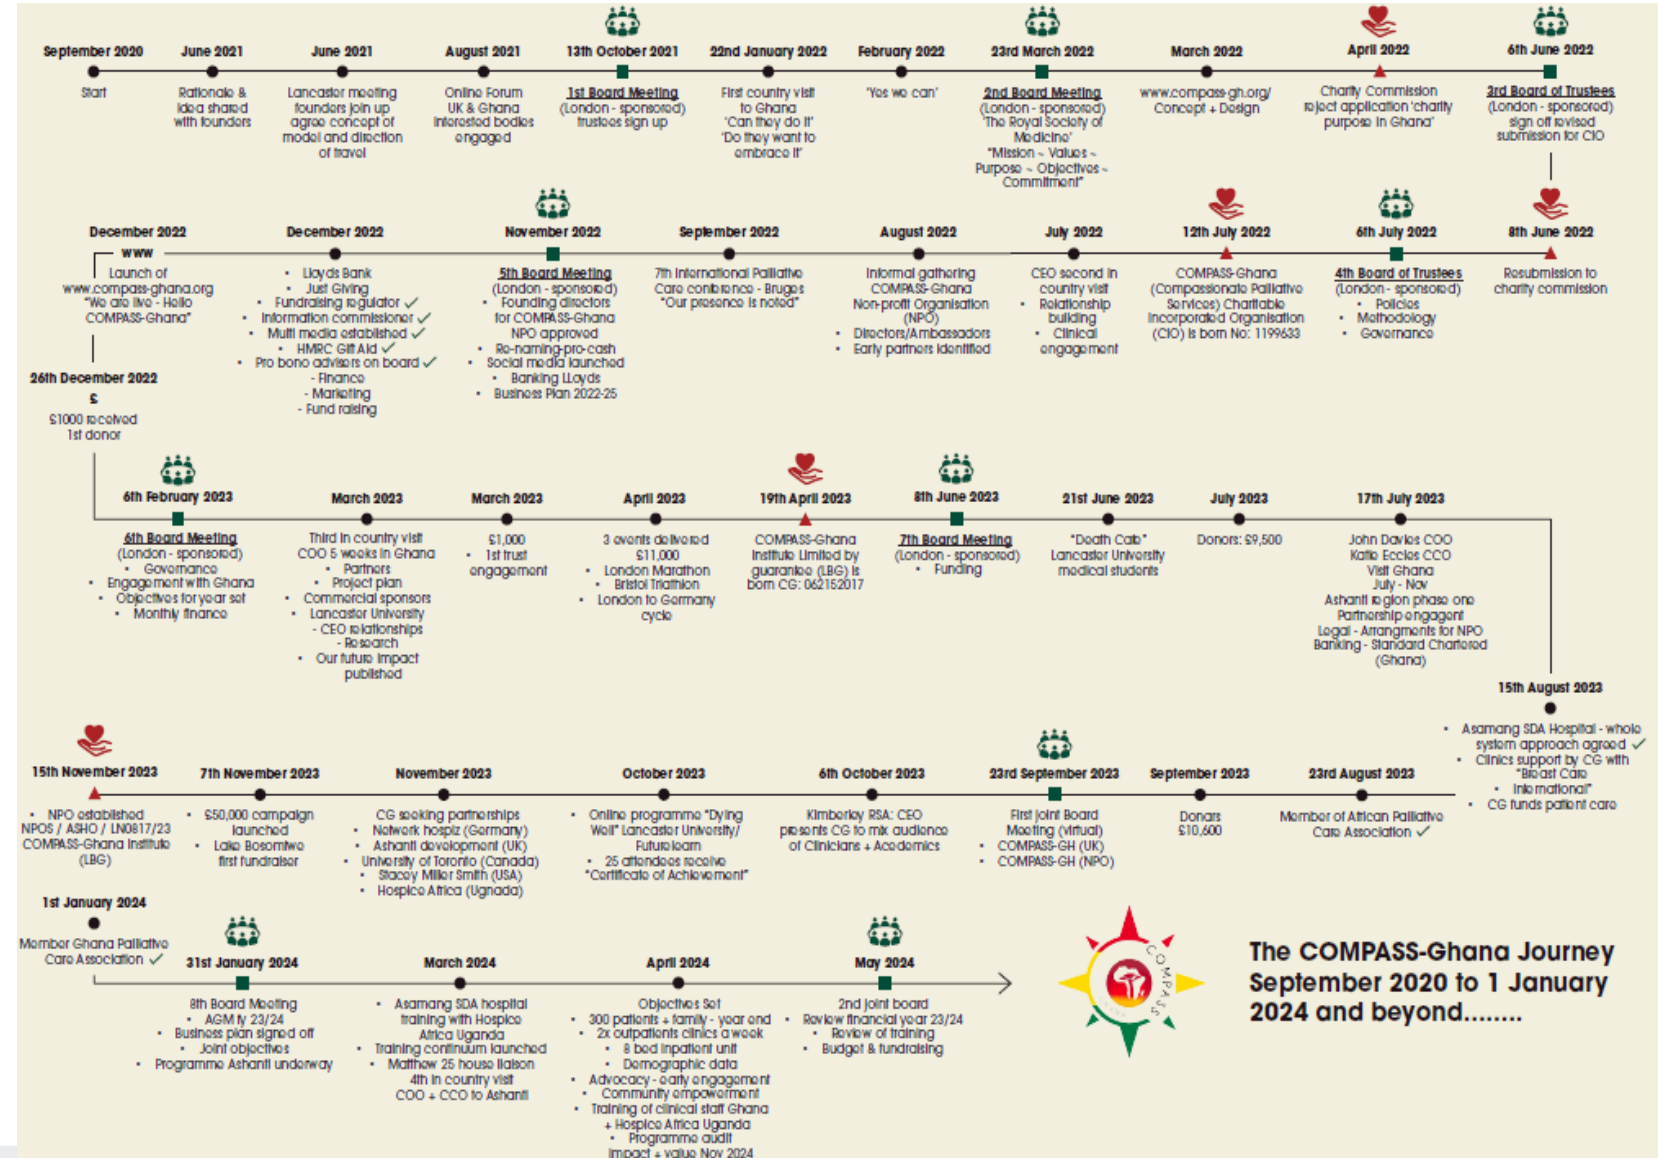 September 2020
Start
June 2021
Rationale &
idea shared
with founders
June 2021
Lancaster meeting
founders join up
agree concept of
model and direction
of travel
August 2021
Online Forum
UK & Ghana
interested bodies
engaged
13th October 2021
1st Board Meeting
(London - sponsored)
trustees sign up
22nd January 2022
First country visit
to Ghana
'Can they do it'
'Do they want to
embrace it'
February 2022
'Yes we can'
23rd March 2022
2nd Board Meeting
(London - sponsored)
'The Royal Society of
Medicine'
"Mission ~ Values ~
Purpose ~ Objectives ~
Commitment"
March 2022
www.compass-gh.org/
Concept + Design
April 2022
Charity Commission
reject application 'charity
purpose in Ghana'
6th June 2022
3rd Board of Trustees
(London - sponsored)
sign off revised
submission for CIO
8th June 2022
Resubmission to
charity commission
6th July 2022
4th Board of Trustees
(London - sponsored)
• Policies
• Methodology
• Governance
12th July 2022
COMPASS-Ghana
(Compassionate Palliative
Services) Charitable
Incorporated Organisation
(CIO) is born No: 1199633
July 2022
CEO second in
country visit
• Relationship
building
• Clinical
engagement
August 2022
Informal gathering
COMPASS-Ghana
Non-profit Organisation
(NPO)
• Directors/Ambassadors
• Early partners identified
September 2022
7th International Palliative
Care conference - Bruges
"Our presence is noted"
November 2022
5th Board Meeting
(London - sponsored)
• Founding directors
for COMPASS-Ghana
NPO approved
• Re-naming-pro-cash
• Social media launched
• Banking LLoyds
• Business Plan 2022-25
December 2022
• Lloyds Bank
• Just Giving
• Fundraising regulator ✓
• Information commissioner ✓
• Multi media established ✓
• HMRC Gift Aid ✓
• Pro bono advisers on board ✓
- Finance
- Marketing
- Fund raising
December 2022
www
Launch of
www.compass-ghana.org
"We are live - Hello
COMPASS-Ghana"
26th December 2022
£
£1000 received
1st donor
6th February 2023
6th Board Meeting
(London - sponsored)
• Governance
• Engagement with Ghana
• Objectives for year set
• Monthly finance
March 2023
Third in country visit
COO 5 weeks in Ghana
• Partners
• Project plan
• Commercial sponsors
• Lancaster University
- CEO relationships
- Research
• Our future impact
published
March 2023
£1,000
• 1st trust
engagement
April 2023
3 events delivered
£11,000
• London Marathon
• Bristol Triathlon
• London to Germany
cycle
19th April 2023
COMPASS-Ghana
Institute Limited by
guarantee (LBG) is
born CG: 062152017
8th June 2023
7th Board Meeting
(London - sponsored)
• Funding
21st June 2023
"Death Cafe"
Lancaster University
medical students
July 2023
Donors: £9,500
17th July 2023
John Davies COO
Katie Eccles CCO
Visit Ghana
July - Nov
Ashanti region phase one
Partnership engagent
Legal - Arrangments for NPO
Banking - Standard Chartered
(Ghana)
15th August 2023
• Asamang SDA Hospital - whole
system approach agreed ✓
• Clinics support by CG with
"Breast Care
• International"
• CG funds patient care
23rd August 2023
Member of African Palliative
Care Association ✓
September 2023
Donors
£10,600
23rd September 2023
First joint Board
Meeting (virtual)
• COMPASS-GH (UK)
• COMPASS-GH (NPO)
6th October 2023
Kimberley RSA: CEO
presents CG to mix audience
of Clinicians + Academics
October 2023
• Online programme "Dying
Well" Lancaster University/
Futurelearn
• 25 attendees receive
"Certificate of Achievement"
November 2023
CG seeking partnerships
• Network hospiz (Germany)
• Ashanti development (UK)
• University of Toronto (Canada)
• Stacey Miller Smith (USA)
• Hospice Africa (Ugnada)
7th November 2023
• £50,000 campaign
launched
• Lake Bosomtwe
first fundraiser
15th November 2023
• NPO established
NPOS / ASHO / LN0817/23
COMPASS-Ghana Institute
(LBG)
1st January 2024
Member Ghana Palliative
Care Association ✓
31st January 2024
8th Board Meeting
• AGM fy 23/24
• Business plan signed off
• Joint objectives
• Programme Ashanti underway
March 2024
• Asamang SDA hospital
training with Hospice
Africa Uganda
• Training continuum launched
• Matthew 25 house liaison
4th in country visit
COO + CCO to Ashanti
April 2024
Objectives Set
• 300 patients + family - year end
• 2x outpatients clinics a week
• 8 bed inpatient unit
• Demographic data
• Advocacy - early engagement
• Community empowerment
• Training of clinical staff Ghana
+ Hospice Africa Uganda
• Programme audit
Impact + value Nov 2024
May 2024
2nd joint board
• Review financial year 23/24
• Review of training
• Budget & fundraising
COMPASS
The COMPASS-Ghana Journey
September 2020 to 1 January
2024 and beyond........